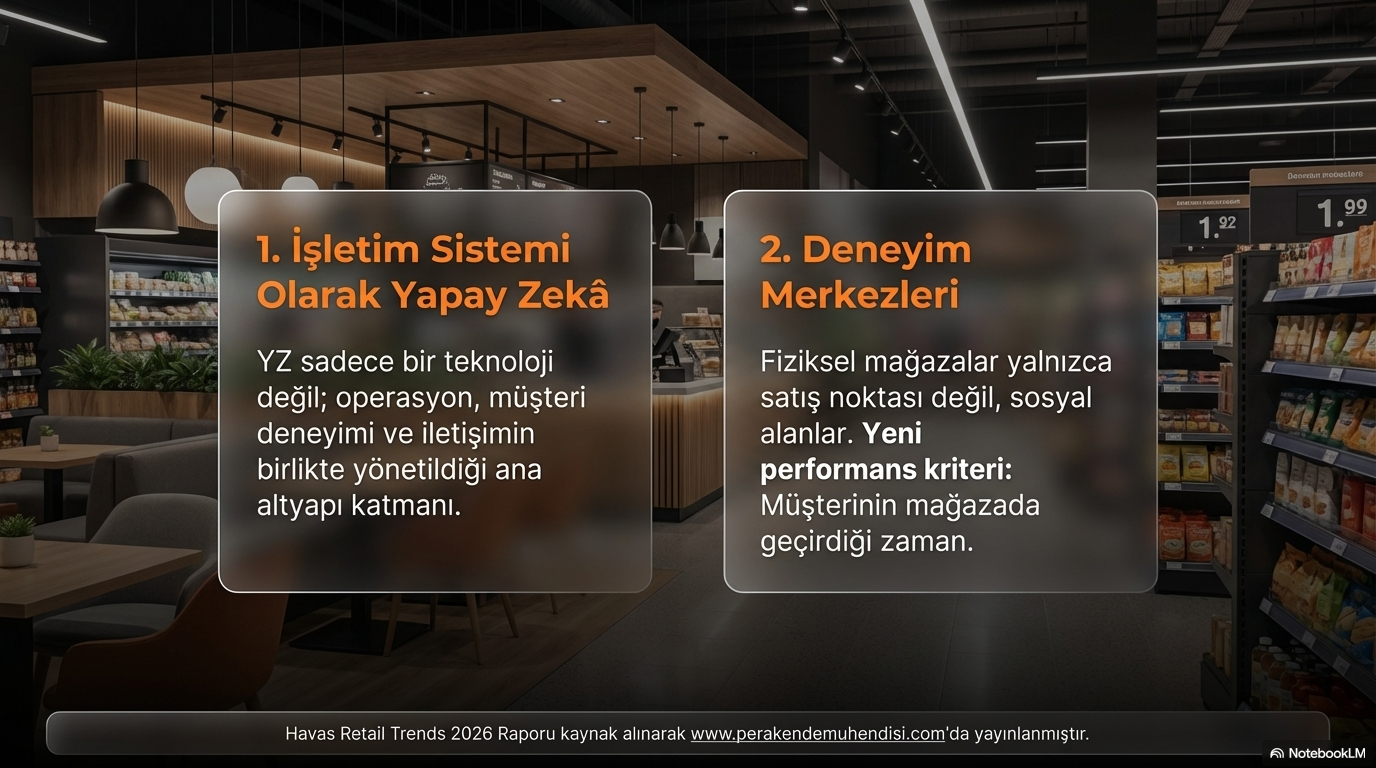 1. İşletim Sistemi
Olarak Yapay Zekâ
YZ sadece bir teknoloji
değil; operasyon, müşteri
deneyimi ve iletişimin
birlikte yönetildiği ana
altyapı katmanı.
2. Deneyim
Merkezleri
Fiziksel mağazalar yalnızca
satış noktası değil, sosyal
alanlar. Yeni
performans kriteri:
Müşterinin mağazada
geçirdiği zaman.
1.92
1.99
Havas Retail Trends 2026 Raporu kaynak alınarak www.perakendemuhendisi.com'da yayınlanmıştır.
NotebookLM